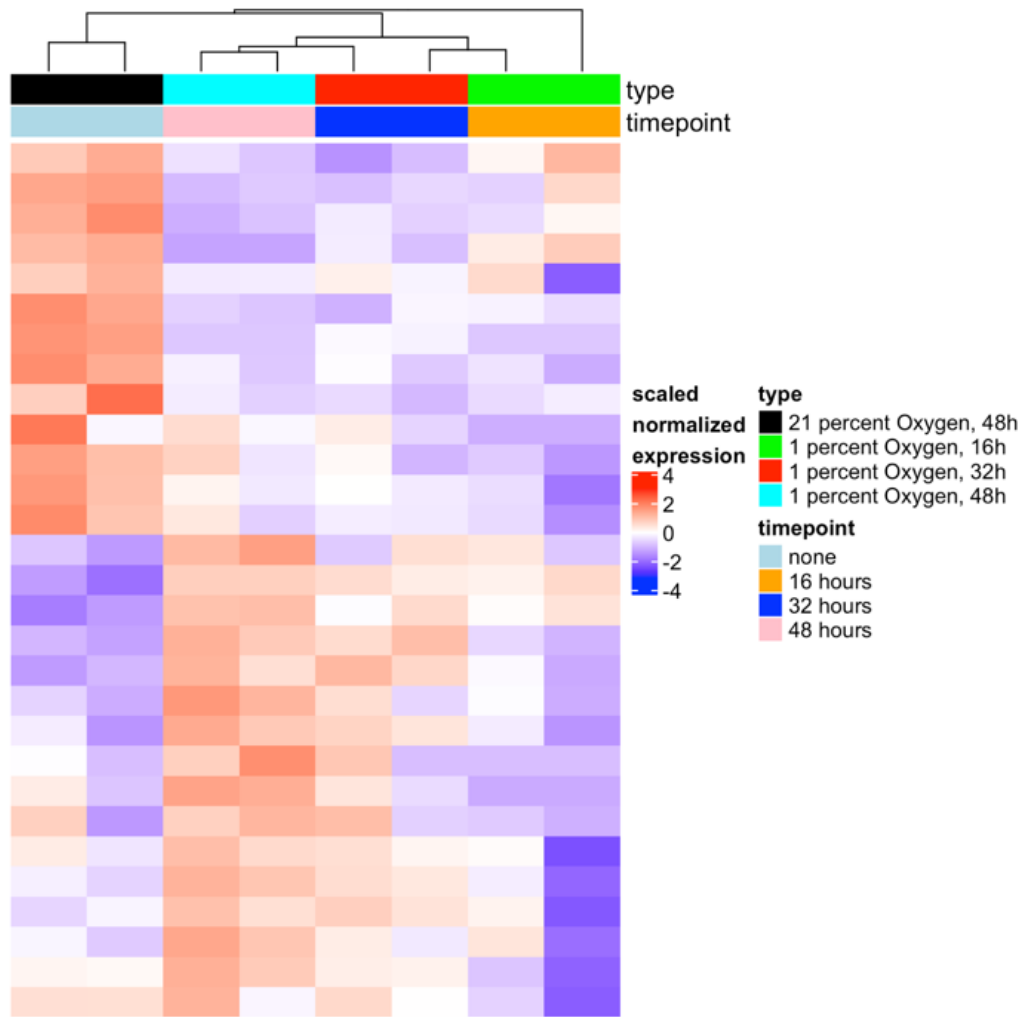 type
timepoint
scaled
normalized
expression
4
2
0
-2
-4
type
21 percent Oxygen, 48h
1 percent Oxygen, 16h
1 percent Oxygen, 32h
1 percent Oxygen, 48h
timepoint
none
16 hours
32 hours
48 hours